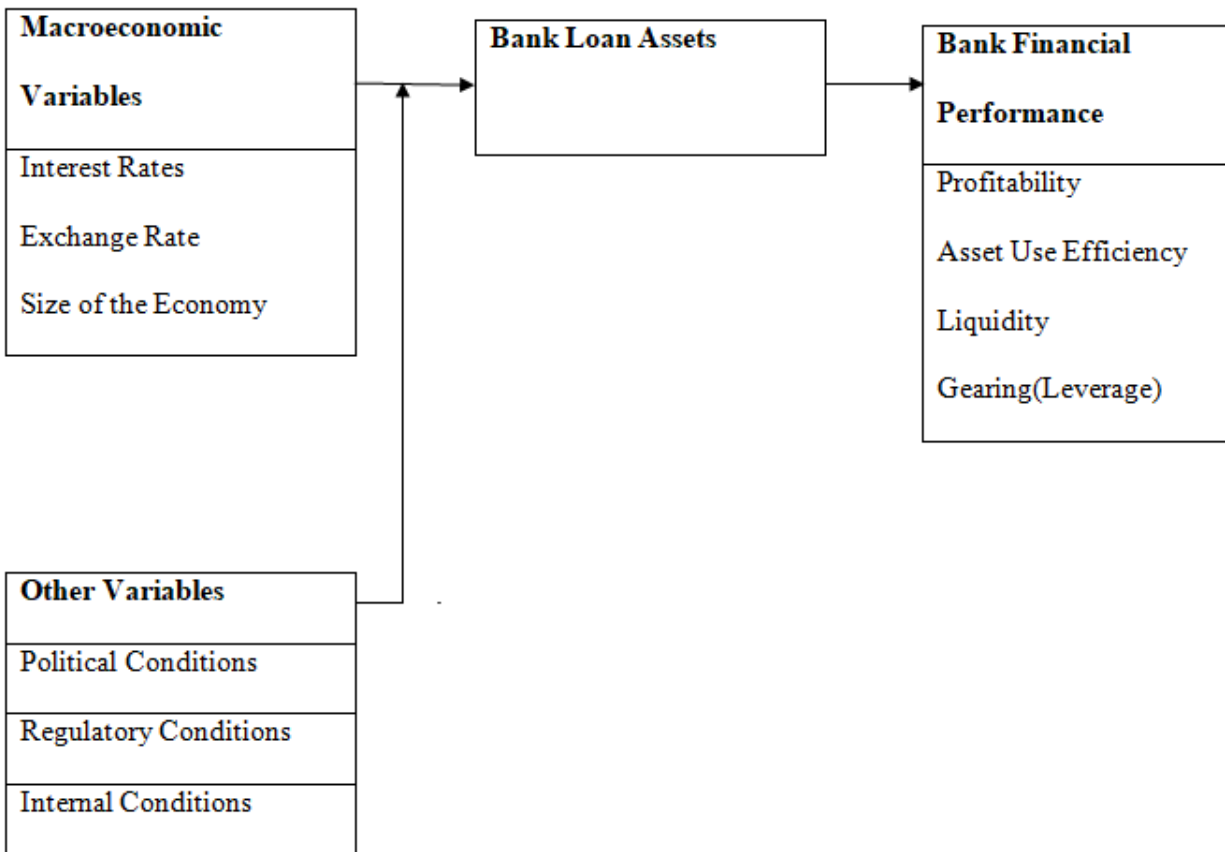 Macroeconomic
Variables
Interest Rates
Exchange Rate
Size of the Economy
Bank Loan Assets
Bank Financial
Performance
Profitability
Asset Use Efficiency
Liquidity
Gearing(Leverage)
Other Variables
Political Conditions
Regulatory Conditions
Internal Conditions